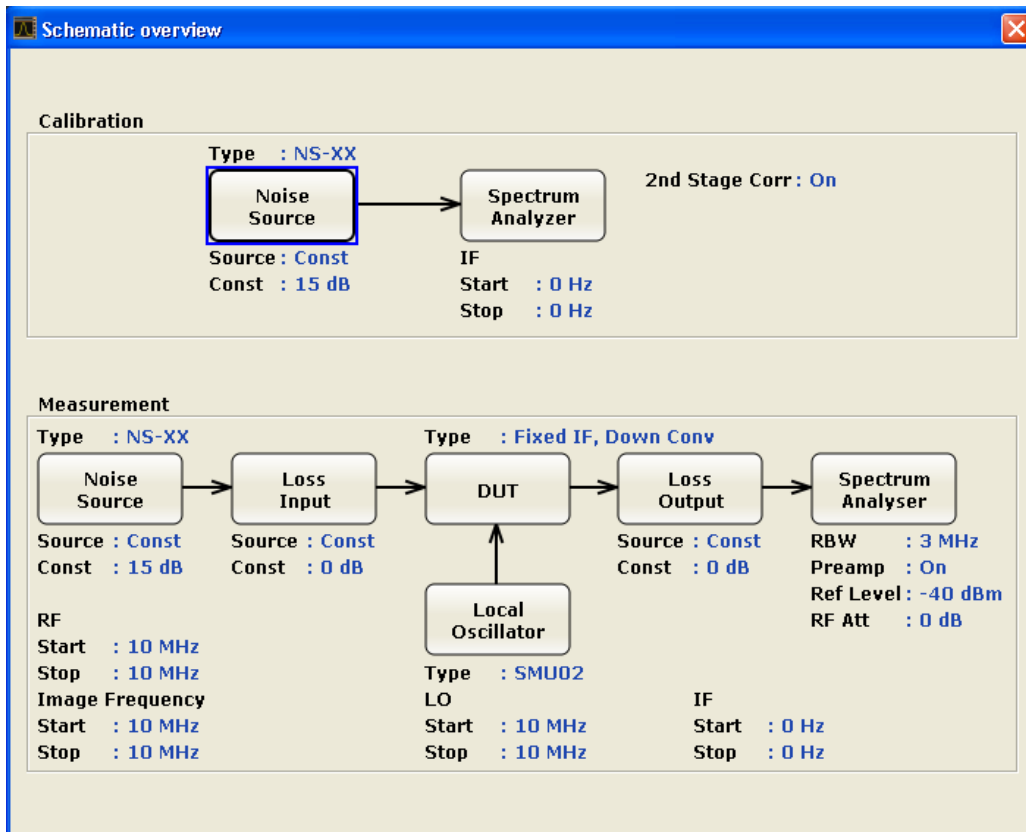 Schematic overview
Calibration
Type : NS-XX
Noise Source
Spectrum Analyzer
2nd Stage Corr : On
Source : Const
Const : 15 dB
IF
Start : 0 Hz
Stop : 0 Hz
Measurement
Type : NS-XX
Type : Fixed IF, Down Conv
Noise Source
Loss Input
DUT
Loss Output
Spectrum Analyser
Source : Const
Const : 15 dB
Source : Const
Const : 0 dB
Source : Const
Const : 0 dB
RBW : 3 MHz
Preamp : On
Ref Level : -40 dBm
RF Att : 0 dB
Local Oscillator
RF
Start : 10 MHz
Stop : 10 MHz
Image Frequency
Start : 10 MHz
Stop : 10 MHz
Type : SMU02
LO
Start : 10 MHz
Stop : 10 MHz
IF
Start : 0 Hz
Stop : 0 Hz